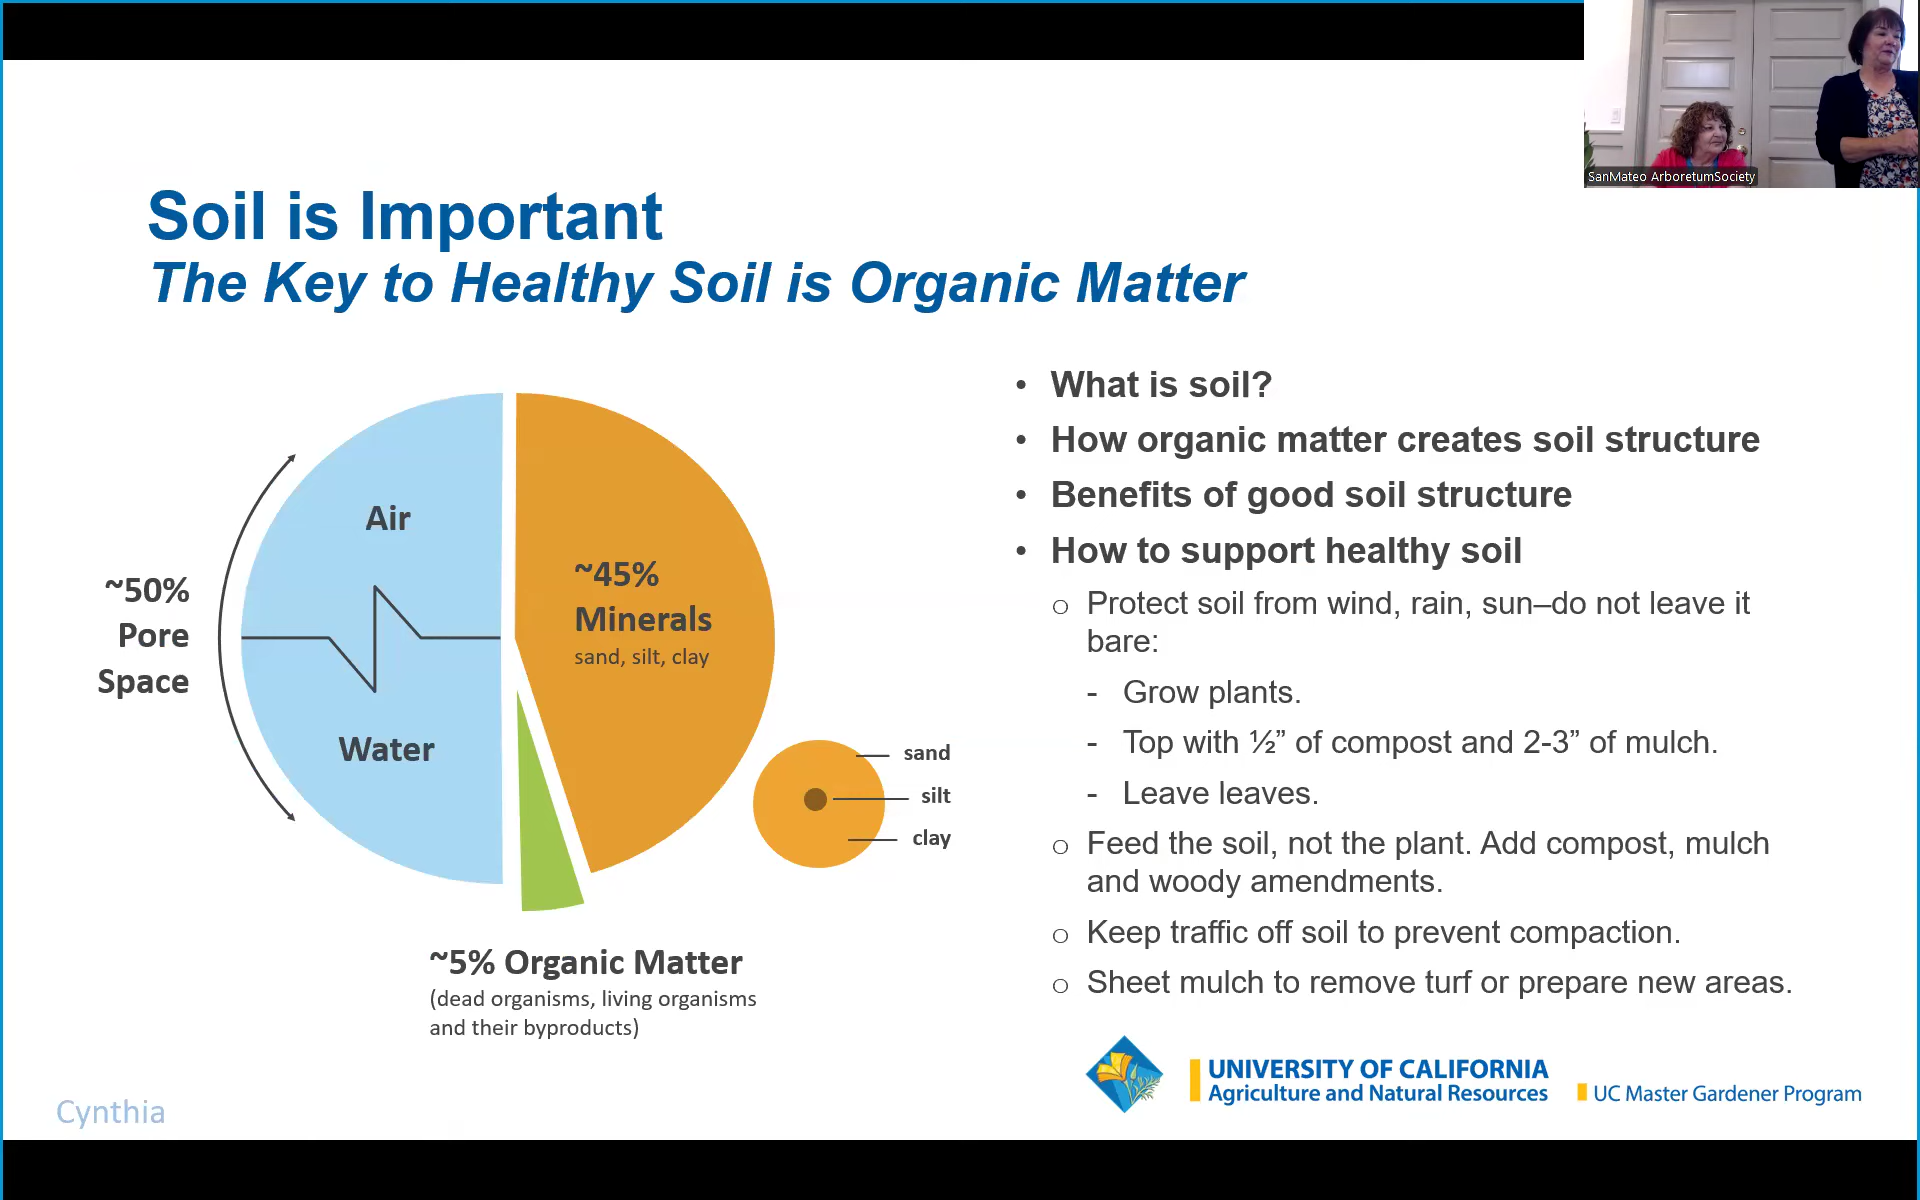 SanMateo ArboretumSociety
Soil is Important
The Key to Healthy Soil is Organic Matter
~50%
Pore
Space
Air
Water
~45%
Minerals
sand, silt, clay
sand
silt
clay
~5% Organic Matter
(dead organisms, living organisms
and their byproducts)
• What is soil?
• How organic matter creates soil structure
• Benefits of good soil structure
• How to support healthy soil
o Protect soil from wind, rain, sun–do not leave it
bare:
- Grow plants.
- Top with ½” of compost and 2-3” of mulch.
- Leave leaves.
o Feed the soil, not the plant. Add compost, mulch
and woody amendments.
o Keep traffic off soil to prevent compaction.
o Sheet mulch to remove turf or prepare new areas.
UNIVERSITY OF CALIFORNIA
Agriculture and Natural Resources
UC Master Gardener Program
Cynthia